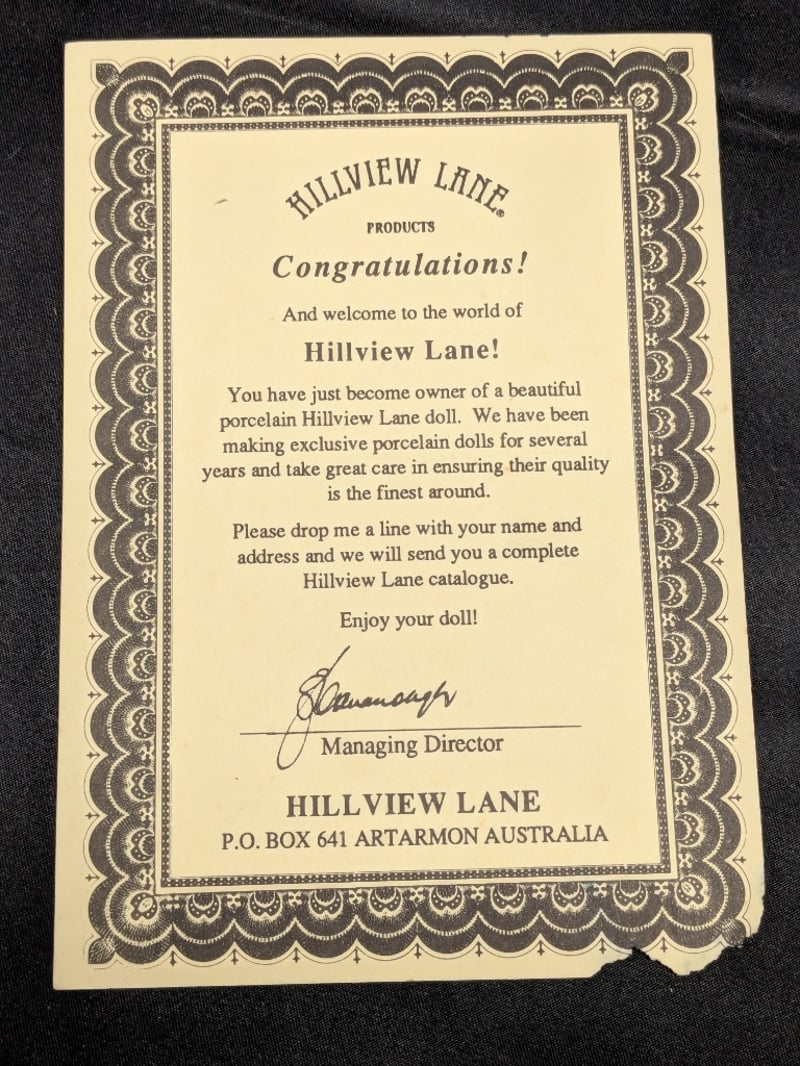 HILLVIEW LANE®
PRODUCTS
Congratulations!
And welcome to the world of
Hillview Lane!
You have just become owner of a beautiful
porcelain Hillview Lane doll. We have been
making exclusive porcelain dolls for several
years and take great care in ensuring their quality
is the finest around.
Please drop me a line with your name and
address and we will send you a complete
Hillview Lane catalogue.
Enjoy your doll!
Managing Director
HILLVIEW LANE
P.O. BOX 641 ARTARMON AUSTRALIA